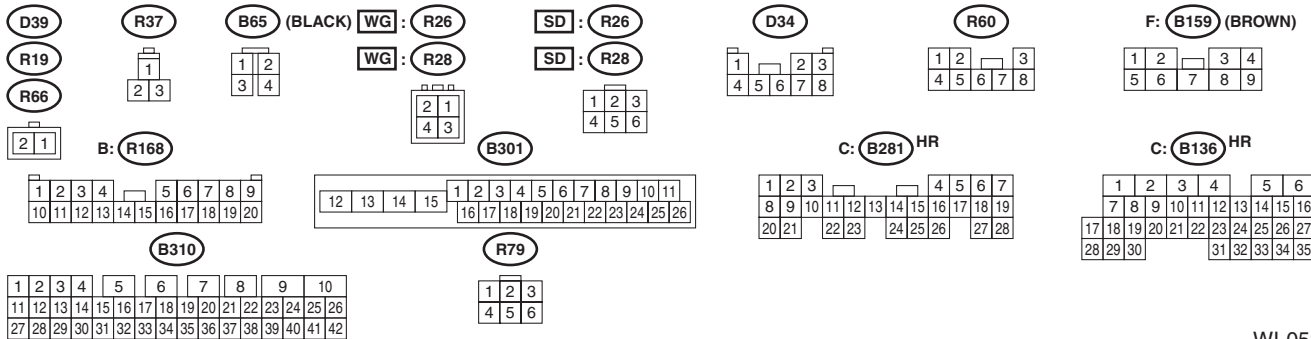 D39 R37 B65 (BLACK) WG : R26 SD : R26 D34 R60 F: B159 (BROWN)
R19 WG : R28 SD : R28
R66
1
2 3
1 2
3 4
2 1
4 3
1 2 3
4 5 6
1 2 3
4 5 6 7 8
1 2 3
4 5 6 7 8
1 2 3 4
5 6 7 8 9
2 1
B: R168 B301 C: B281 HR C: B136 HR
1 2 3 4 5 6 7 8 9
10 11 12 13 14 15 16 17 18 19 20
12 13 14 15 1 2 3 4 5 6 7 8 9 10 11
16 17 18 19 20 21 22 23 24 25 26
1 2 3 4 5 6 7
8 9 10 11 12 13 14 15 16 17 18 19
20 21 22 23 24 25 26 27 28
1 2 3 4 5 6
7 8 9 10 11 12 13 14 15 16
17 18 19 20 21 22 23 24 25 26 27
28 29 30 31 32 33 34 35
B310 R79
1 2 3 4 5 6 7 8 9 10
11 12 13 14 15 16 17 18 19 20 21 22 23 24 25 26
27 28 29 30 31 32 33 34 35 36 37 38 39 40 41 42
1 2 3
4 5 6